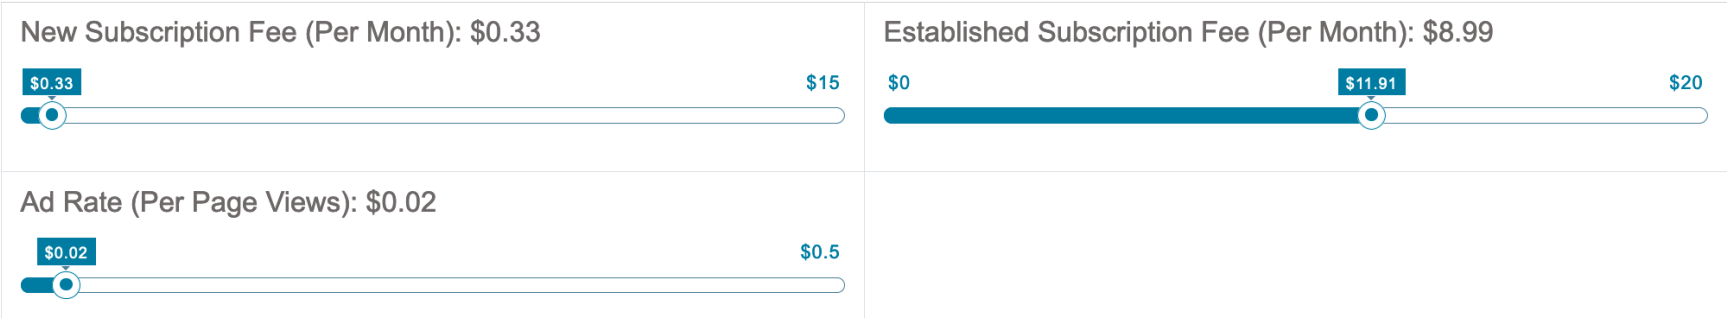 New Subscription Fee (Per Month): $0.33
$0.33
$15
Established Subscription Fee (Per Month): $8.99
$0
$11.91
$20
Ad Rate (Per Page Views): $0.02
$0.02
$0.5